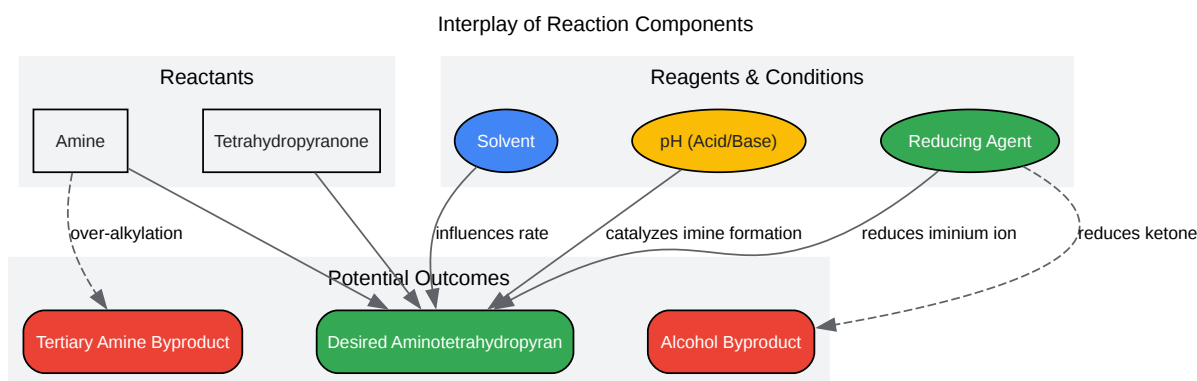 Interplay of Reaction Components
Reactants
Reagents & Conditions
Amine
Tetrahydropyranone
Solvent
pH (Acid/Base)
Reducing Agent
over-alkylation
influences rate
catalyzes imine formation
reduces iminium ion
reduces ketone
Potential Outcomes
Tertiary Amine Byproduct
Desired Aminotetrahydropyran
Alcohol Byproduct